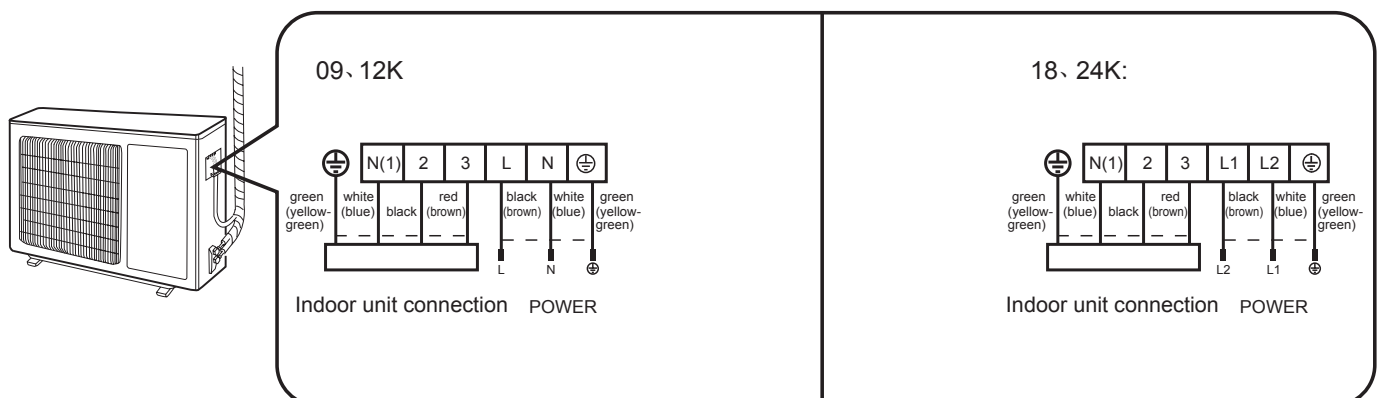 09、12K
N(1) 2 3 L N
green (yellow-green)
white (blue)
black
red (brown)
black (brown)
white (blue)
green (yellow-green)
L N
Indoor unit connection POWER
18、24K:
N(1) 2 3 L1 L2
green (yellow-green)
white (blue)
black
red (brown)
black (brown)
white (blue)
green (yellow-green)
L2 L1
Indoor unit connection POWER